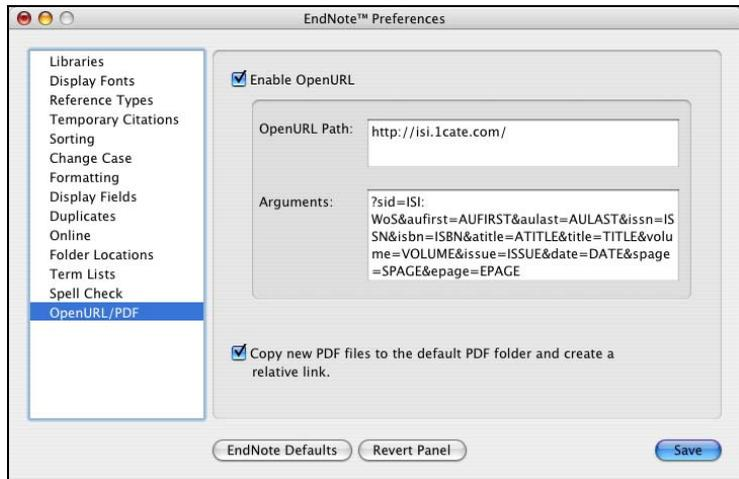 EndNote™ Preferences
Libraries
Display Fonts
Reference Types
Temporary Citations
Sorting
Change Case
Formatting
Display Fields
Duplicates
Online
Folder Locations
Term Lists
Spell Check
OpenURL/PDF
Enable OpenURL
OpenURL Path:
http://isi.1cate.com/
Arguments:
?sid=ISI:
WoS&aufirst=AUFIRST&aulast=AULAST&issn=IS
SN&isbn=ISBN&atitle=ATITLE&title=TITLE&volu
me=VOLUME&issue=ISSUE&date=DATE&spage
=SPAGE&epage=EPAGE
Copy new PDF files to the default PDF folder and create a
relative link.
EndNote Defaults
Revert Panel
Save